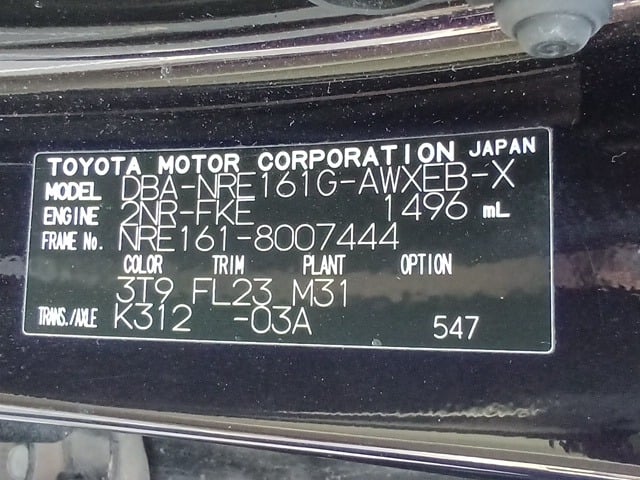 TOYOTA MOTOR CORPORATION JAPAN
MODEL DBA-NRE161G-AWXEB-X
ENGINE 2NR-FKE 1496 mL
FRAME No. NRE161-8007444
COLOR TRIM PLANT OPTION
3T9 FL23 M31
TRANS./AXLE K312 -03A 547